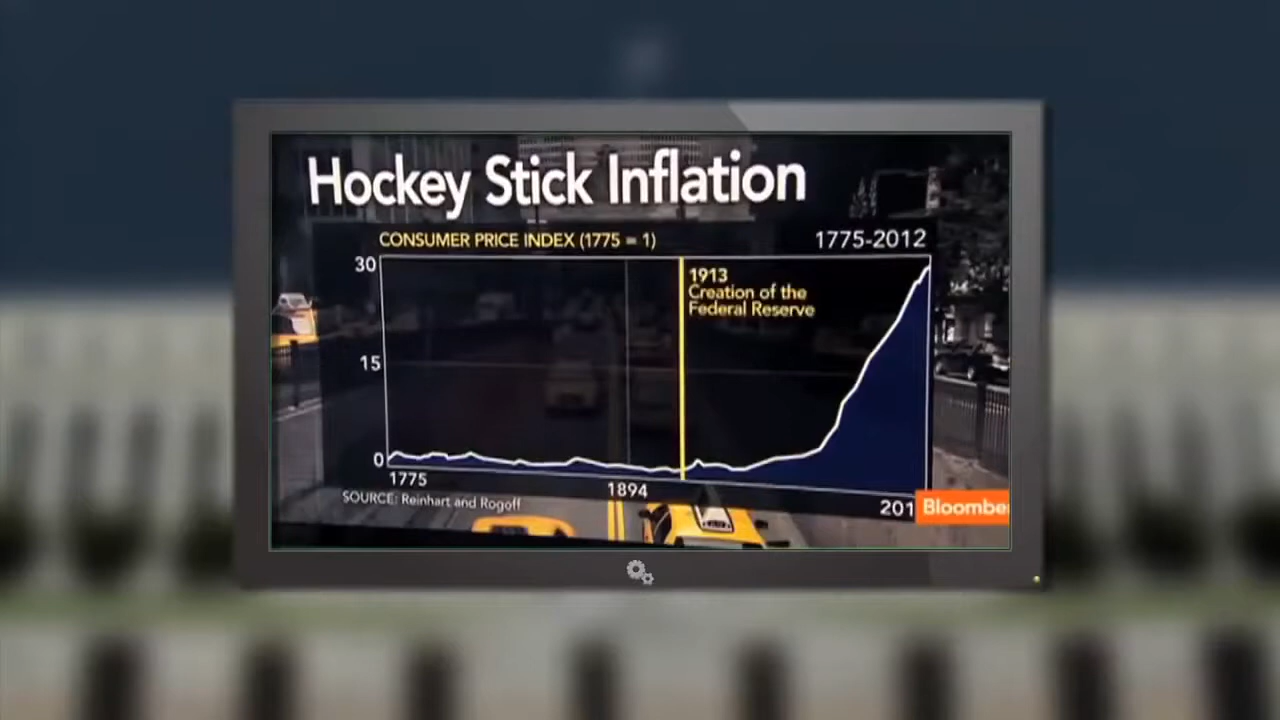 Hockey Stick Inflation
CONSUMER PRICE INDEX (1775 = 1)
1775-2012
30
1913
Creation of the
Federal Reserve
15
0
1775
1894
SOURCE: Reinhart and Rogoff
201
Bloombe